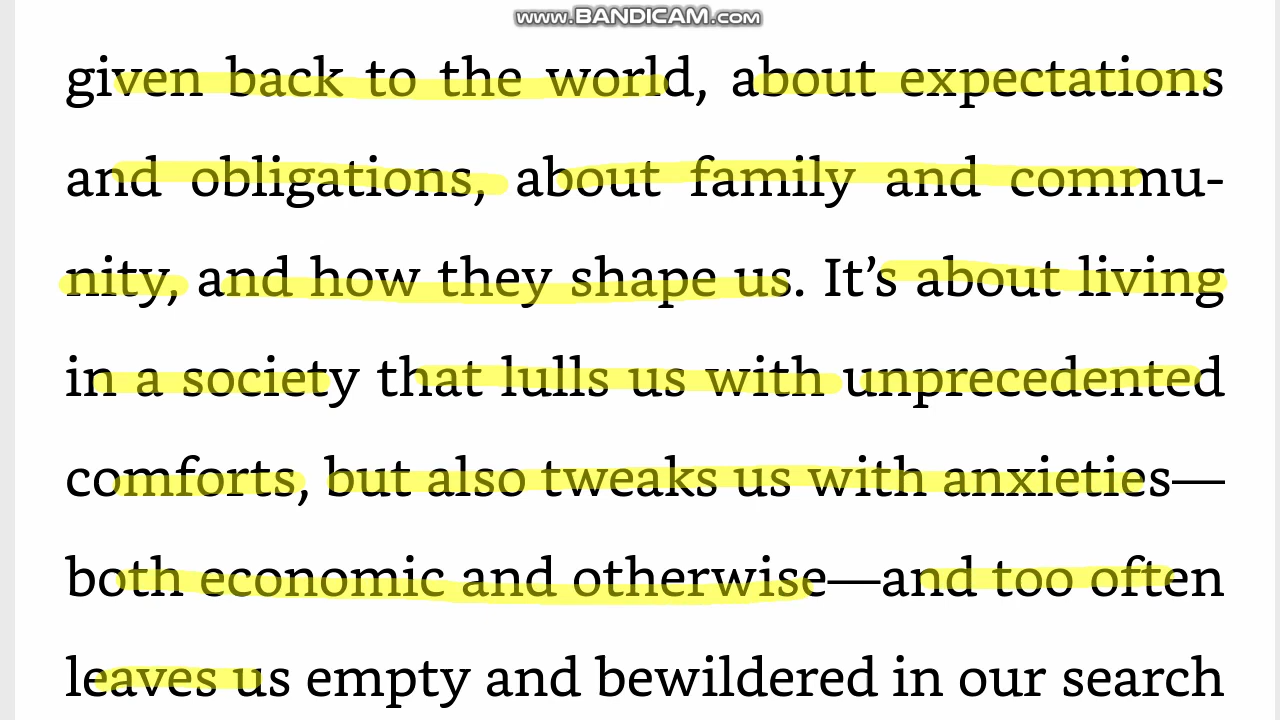 www.BANDICAM.com
given back to the world, about expectations
and obligations, about family and commu-
nity, and how they shape us. It’s about living
in a society that lulls us with unprecedented
comforts, but also tweaks us with anxieties—
both economic and otherwise—and too often
leaves us empty and bewildered in our search